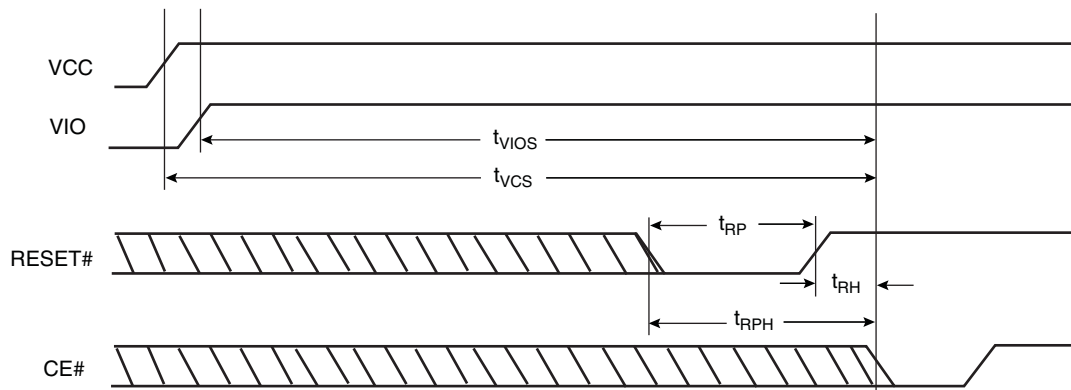 VCC
VIO
tVIOS
tVCS
tRP
RESET#
tRH
tRPH
CE#